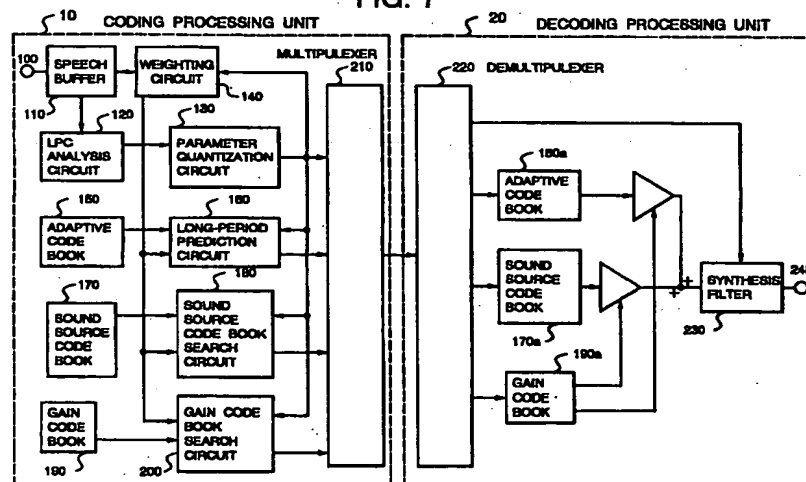 10
CODING PROCESSING UNIT
20
DECODING PROCESSING UNIT
100
SPEECH
BUFFER
110
WEIGHTING
CIRCUIT
140
MULTIPULEXER
210
220
DEMULTIPULEXER
120
LPC
ANALYSIS
CIRCUIT
130
PARAMETER
QUANTIZATION
CIRCUIT
150
ADAPTIVE
CODE
BOOK
160
LONG-PERIOD
PREDICTION
CIRCUIT
170
SOUND
SOURCE
CODE
BOOK
180
SOUND
SOURCE
CODE BOOK
SEARCH
CIRCUIT
GAIN
CODE
BOOK
190
GAIN CODE
BOOK
SEARCH
CIRCUIT
200
150a
ADAPTIVE
CODE
BOOK
SOUND
SOURCE
CODE
BOOK
170a
190a
GAIN
CODE
BOOK
+
+
SYNTHESIS
FILTER
230